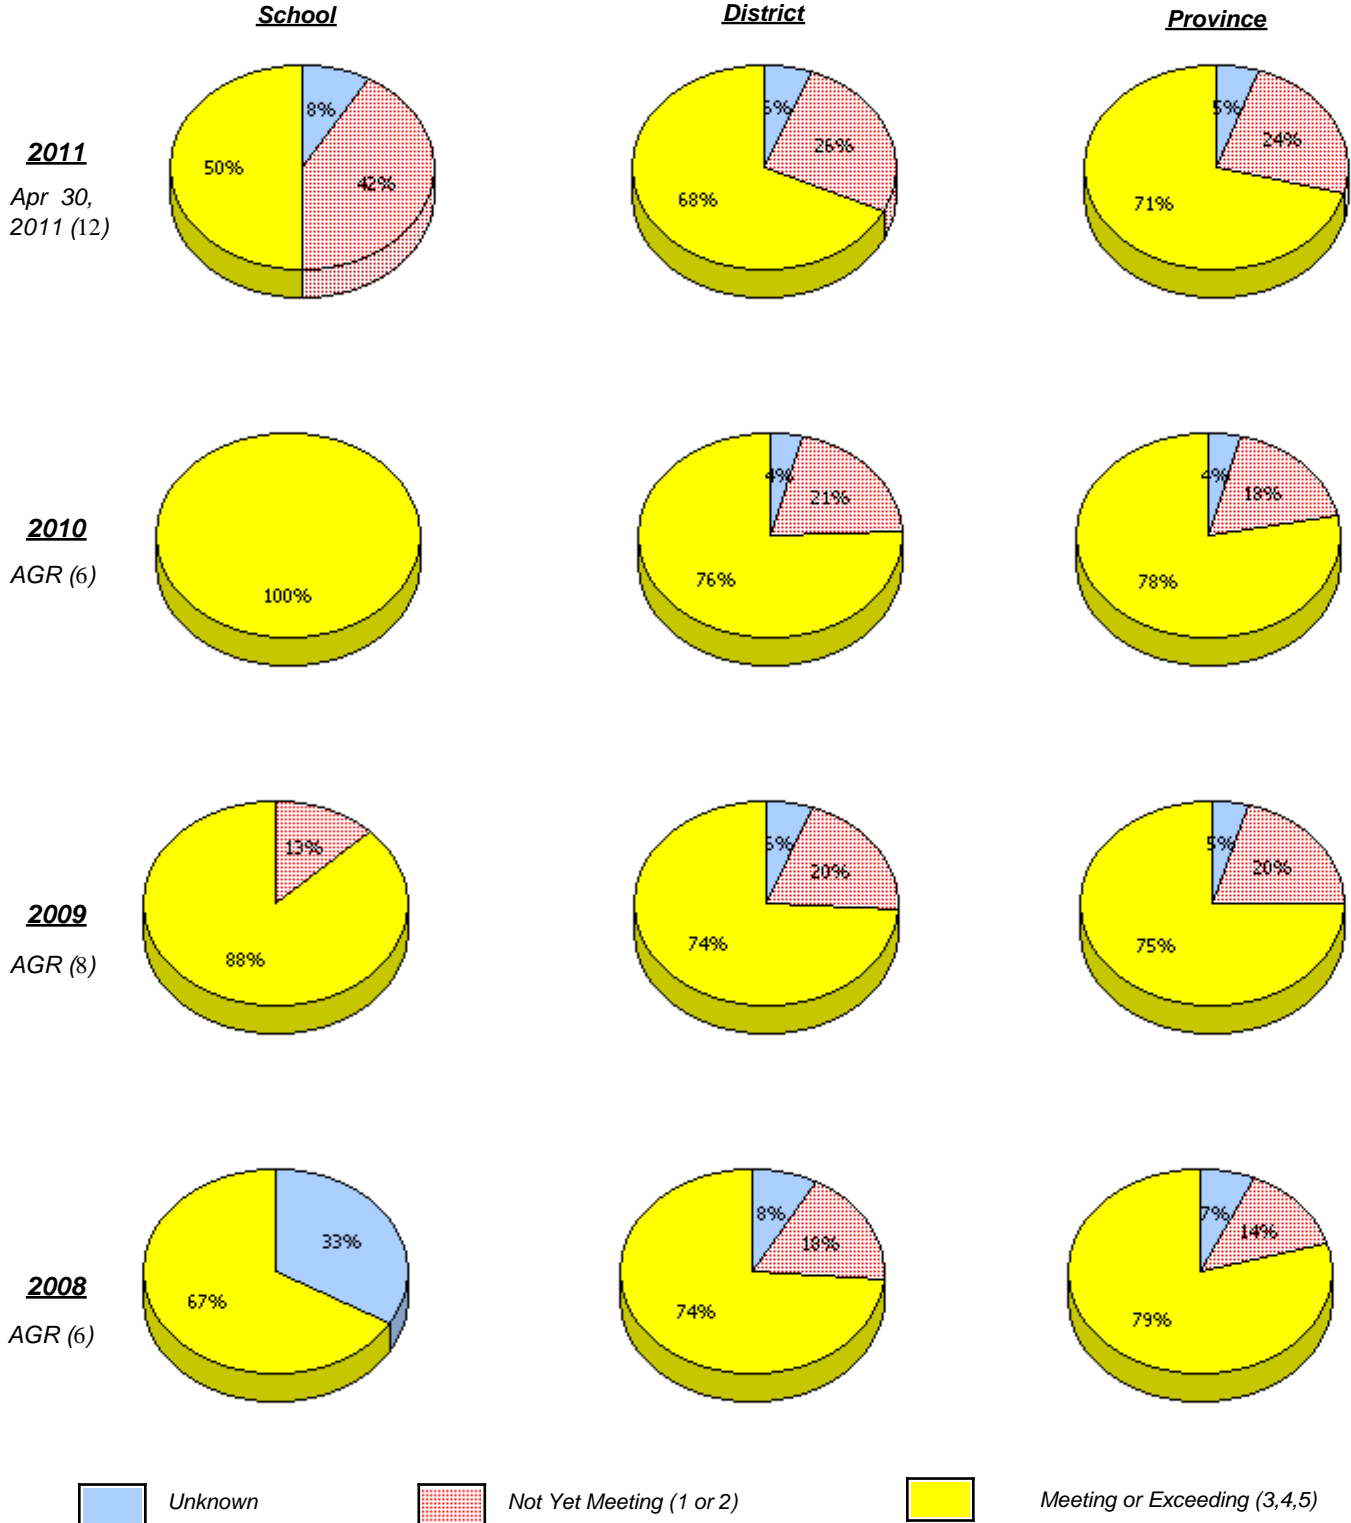 School District Province
8% 5% 5%
2011 50% 42% 26% 24%
Apr 30, 68% 71%
2011 (12)
4% 4%
2010 21% 18%
AGR (6) 100% 76% 78%
13% 5% 5%
2009 20% 20%
AGR (8) 88% 74% 75%
33% 8% 7%
2008 67% 18% 14%
AGR (6) 74% 79%
Unknown Not Yet Meeting (1 or 2) Meeting or Exceeding (3,4,5)